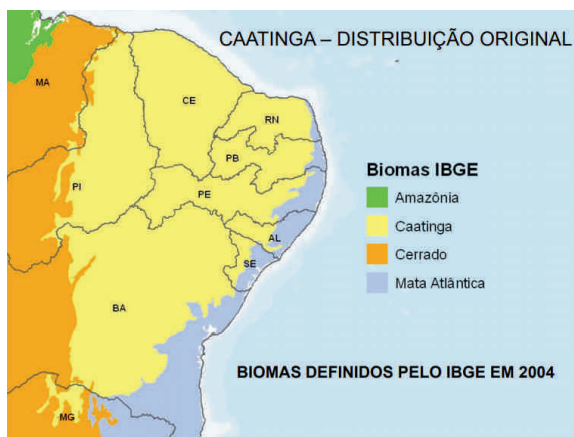 CAATINGA – DISTRIBUIÇÃO ORIGINAL
MA
CE
RN
PB
PI
PE
AL
SE
BA
MG
Biomas IBGE
Amazônia
Caatinga
Cerrado
Mata Atlântica
BIOMAS DEFINIDOS PELO IBGE EM 2004